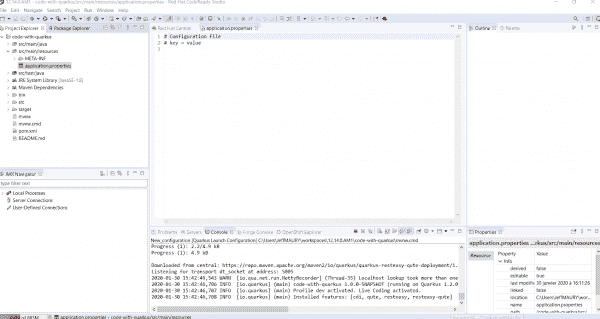 12.14.0.AM1 - code-with-quarkus/src/main/resources/application.properties - Red Hat CodeReady Studio
File Edit Navigate Search Project Run Window Help
Project Explorer
Package Explorer
code-with-quarkus
src/main/java
src/main/resources
META-INF
application.properties
src/test/java
JRE System Library [JavaSE-1.8]
Maven Dependencies
bin
src
target
mvnw
mvnw.cmd
pom.xml
README.md
JMX Navigator
type filter text
Local Processes
Server Connections
User-Defined Connections
Red Hat Central
application.properties
# Configuration file
# key = value
1
2
3
Outline
Palette
Problems Servers Console Forge Console OpenShift Explorer
New_configuration [Quarkus Launch Configuration] C:\Users\JeffMAURY\workspaces\12.14.0.AM1\code-with-quarkus\mvnw.cmd
Progress (1): 2.2/4.9 kB
Progress (1): 4.9 kB
Downloaded from central: https://repo.maven.apache.org/maven2/io/quarkus/quarkus-resteasy-qute-deployment/1.
Listening for transport dt_socket at address: 5005
2020-01-30 15:42:46,543 WARN [io.qua.net.run.NettyRecorder] (Thread-35) Localhost lookup took more than one
2020-01-30 15:42:46,706 INFO [io.quarkus] (main) code-with-quarkus 1.0.0-SNAPSHOT (running on Quarkus 1.2.0
2020-01-30 15:42:46,707 INFO [io.quarkus] (main) Profile dev activated. Live Coding activated.
2020-01-30 15:42:46,708 INFO [io.quarkus] (main) Installed features: [cdi, qute, resteasy, resteasy-qute]
Properties
application.properties
Resource
Property Value
Info
derived false
editable true
last modified 30 janvier 2020 à 16:11:26
linked false
location C:\Users\JeffMAURY\w
name application.properties
path /code-with-quarkus/src
application.properties - code-with-quarkus/src/main/resources